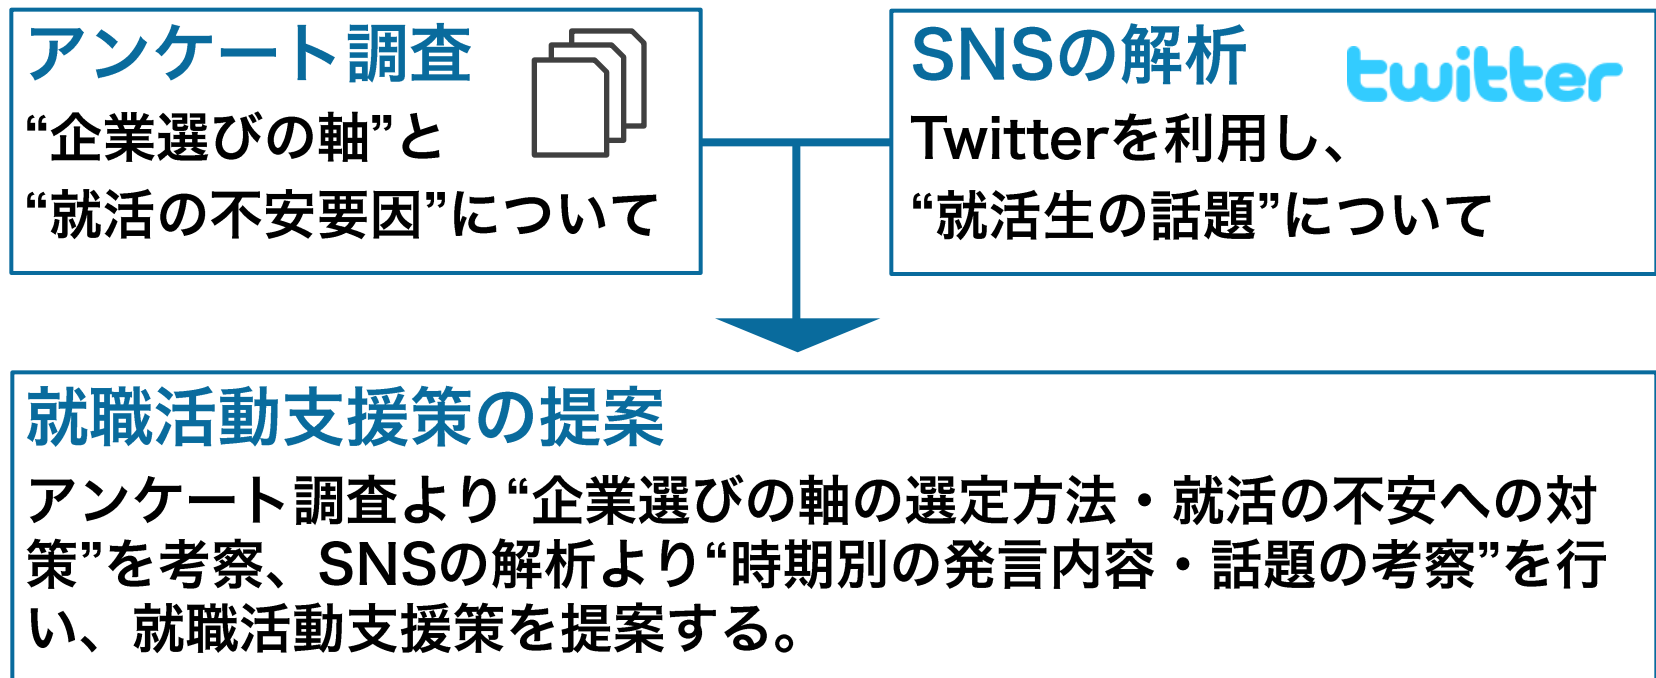 アンケート調査
“企業選びの軸”と
“就活の不安要因”について
SNSの解析
twitter
Twitterを利用し、
“就活生の話題”について
就職活動支援策の提案
アンケート調査より“企業選びの軸の選定方法・就活の不安への対
策”を考察、SNSの解析より“時期別の発言内容・話題の考察”を行
い、就職活動支援策を提案する。